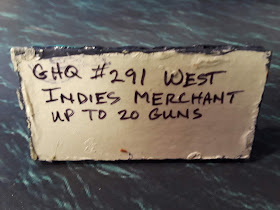 GHQ #291 WEST
INDIES MERCHANT
UP TO 20 GUNS